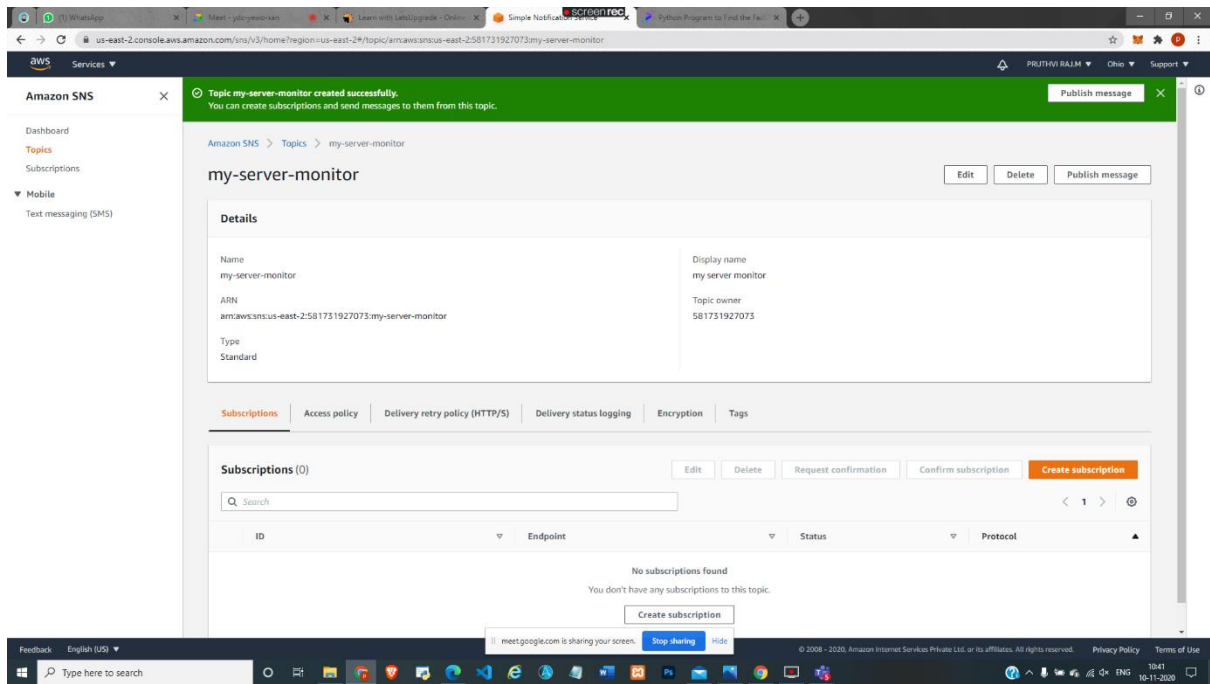 (1) WhatsApp
Meet - ydc-yewo-xan
Learn with LetsUpgrade - Online
Simple Notification Service
screenrec
Python Program to Find the Fact
us-east-2.console.aws.amazon.com/sns/v3/home?region=us-east-2#/topic/arn:aws:sns:us-east-2:581731927073:my-server-monitor
aws Services ▼ PRUTHVI RAJ.M ▼ Ohio ▼ Support ▼
Amazon SNS
Dashboard
Topics
Subscriptions
▼ Mobile
Text messaging (SMS)
Topic my-server-monitor created successfully.
You can create subscriptions and send messages to them from this topic.
Publish message
Amazon SNS > Topics > my-server-monitor
my-server-monitor
Edit Delete Publish message
Details
Name
my-server-monitor
Display name
my server monitor
ARN
arn:aws:sns:us-east-2:581731927073:my-server-monitor
Topic owner
581731927073
Type
Standard
Subscriptions Access policy Delivery retry policy (HTTP/S) Delivery status logging Encryption Tags
Subscriptions (0)
Edit Delete Request confirmation Confirm subscription Create subscription
Search
< 1 >
ID Endpoint Status Protocol
No subscriptions found
You don't have any subscriptions to this topic.
Create subscription
meet.google.com is sharing your screen. Stop sharing Hide
Feedback English (US) ▼ © 2008 - 2020, Amazon Internet Services Private Ltd. or its affiliates. All rights reserved. Privacy Policy Terms of Use
Type here to search
ENG
10:41
10-11-2020